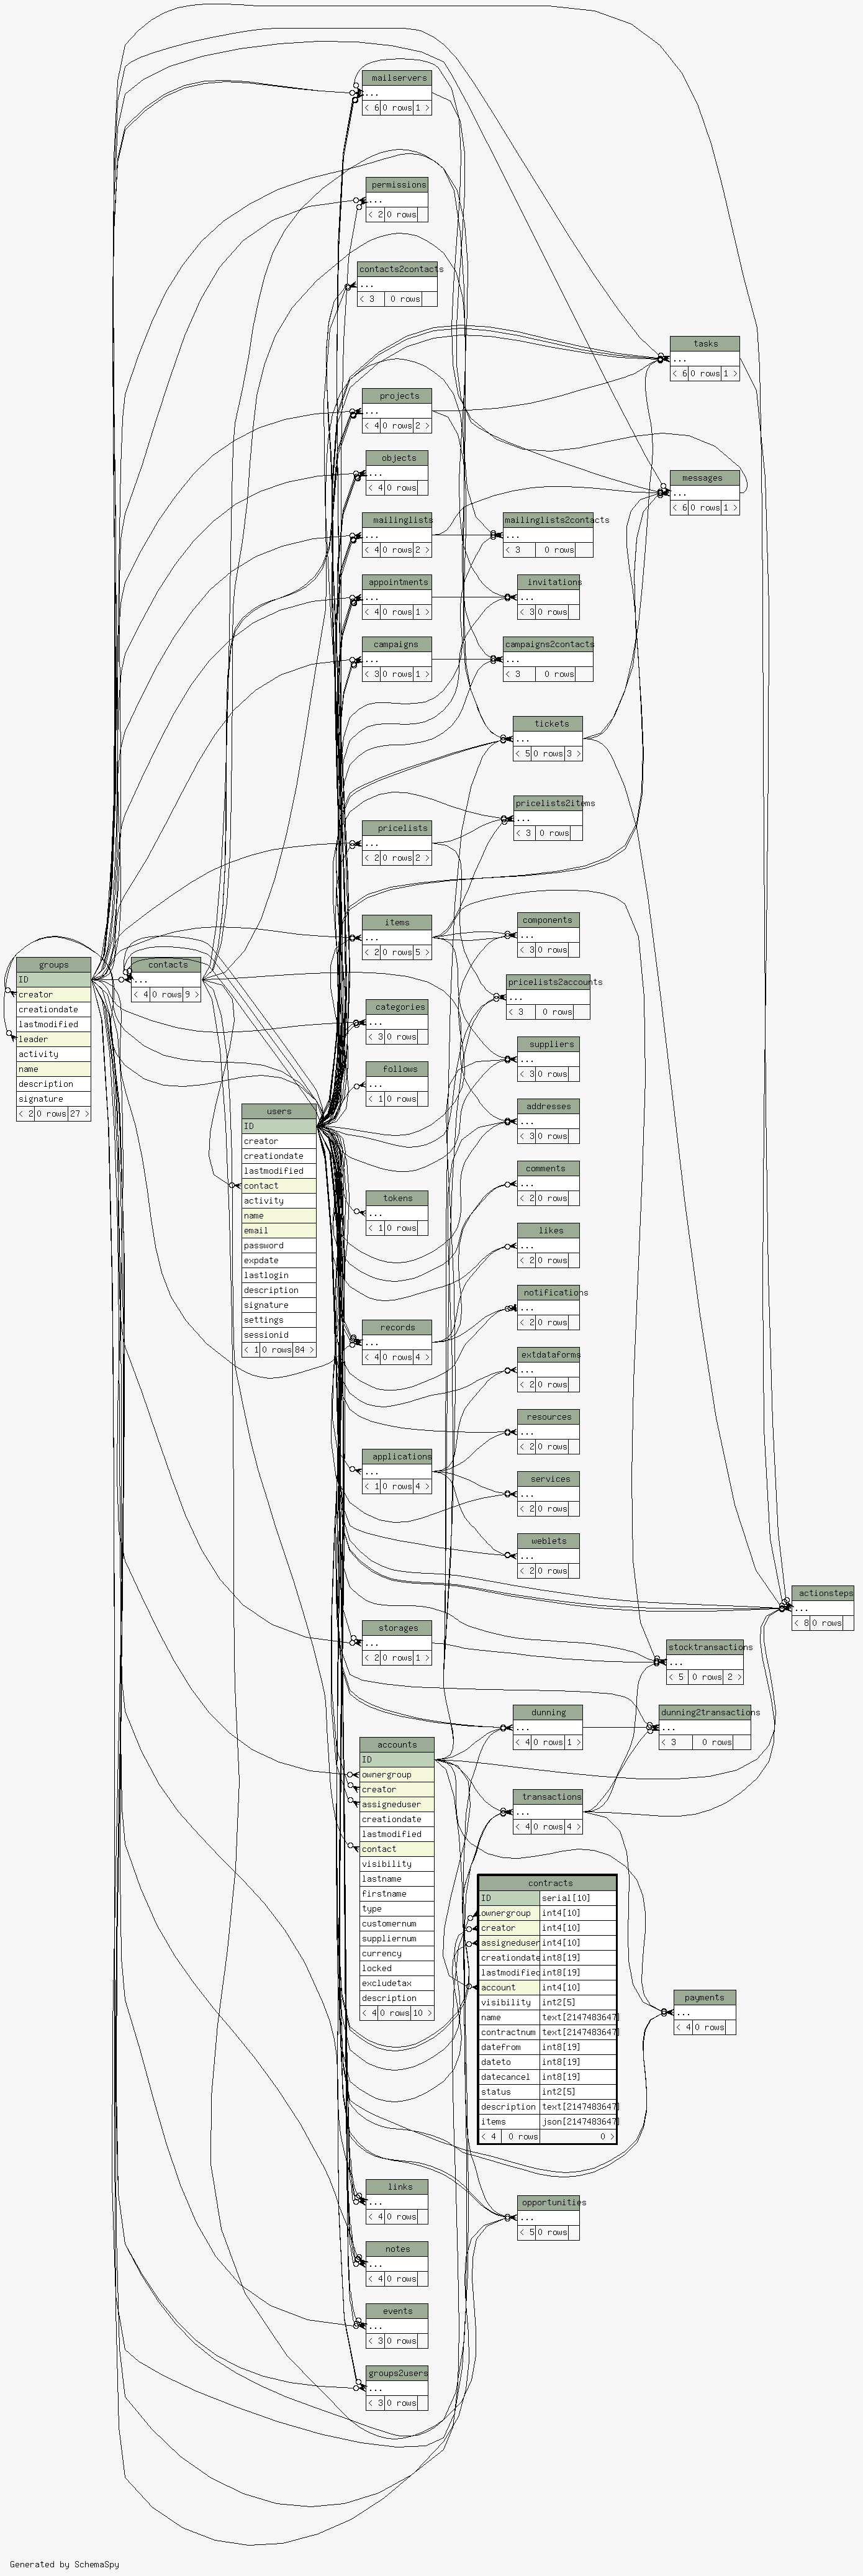 mailservers
...
< 6 0 rows 1 >
permissions
...
< 2 0 rows
contacts2contacts
...
< 3 0 rows
tasks
...
< 6 0 rows 1 >
projects
...
< 4 0 rows 2 >
objects
...
< 4 0 rows
messages
...
< 6 0 rows 1 >
mailinglists
...
< 4 0 rows 2 >
mailinglists2contacts
...
< 3 0 rows
appointments
...
< 4 0 rows 1 >
invitations
...
< 3 0 rows
campaigns
...
< 3 0 rows 1 >
campaigns2contacts
...
< 3 0 rows
tickets
...
< 5 0 rows 3 >
pricelists2items
...
< 3 0 rows
pricelists
...
< 2 0 rows 2 >
items
...
< 2 0 rows 5 >
components
...
< 3 0 rows
groups
ID
creator
creationdate
lastmodified
leader
activity
name
description
signature
< 2 0 rows 27 >
contacts
...
< 4 0 rows 9 >
pricelists2accounts
...
< 3 0 rows
categories
...
< 3 0 rows
suppliers
...
< 3 0 rows
follows
...
< 1 0 rows
addresses
...
< 3 0 rows
users
ID
creator
creationdate
lastmodified
contact
activity
name
email
password
expdate
lastlogin
description
signature
settings
sessionid
< 1 0 rows 84 >
comments
...
< 2 0 rows
tokens
...
< 1 0 rows
likes
...
< 2 0 rows
notifications
...
< 2 0 rows
records
...
< 4 0 rows 4 >
extdataforms
...
< 2 0 rows
resources
...
< 2 0 rows
applications
...
< 1 0 rows 4 >
services
...
< 2 0 rows
weblets
...
< 2 0 rows
actionsteps
...
< 8 0 rows
storages
...
< 2 0 rows 1 >
stocktransactions
...
< 5 0 rows 2 >
dunning
...
< 4 0 rows 1 >
dunning2transactions
...
< 3 0 rows
accounts
ID
ownergroup
creator
assigneduser
creationdate
lastmodified
contact
visibility
lastname
firstname
type
customernum
suppliernum
currency
locked
excludetax
description
< 4 0 rows 10 >
transactions
...
< 4 0 rows 4 >
contracts
ID serial[10]
ownergroup int4[10]
creator int4[10]
assigneduser int4[10]
creationdate int8[19]
lastmodified int8[19]
account int4[10]
visibility int2[5]
name text[2147483647]
contractnum text[2147483647]
datefrom int8[19]
dateto int8[19]
datecancel int8[19]
status int2[5]
description text[2147483647]
items json[2147483647]
< 4 0 rows 0 >
payments
...
< 4 0 rows
links
...
< 4 0 rows
opportunities
...
< 5 0 rows
notes
...
< 4 0 rows
events
...
< 3 0 rows
groups2users
...
< 3 0 rows
Generated by SchemaSpy